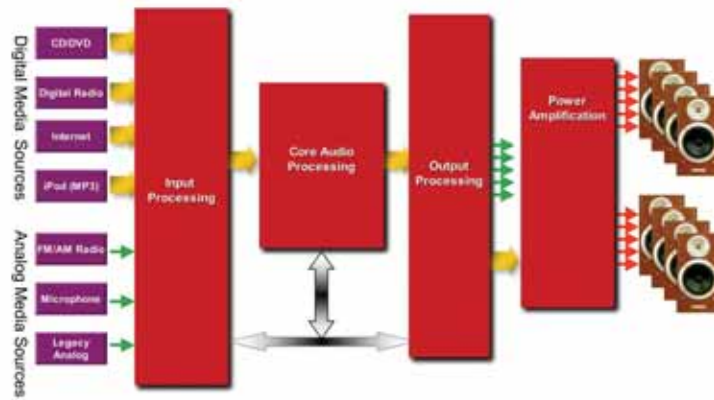 Digital Media Sources
CD/DVD
Digital Radio
Internet
iPod (MP3)
Analog Media Sources
FM/AM Radio
Microphone
Legacy
Analog
Input
Processing
Core Audio
Processing
Output
Processing
Power
Amplification